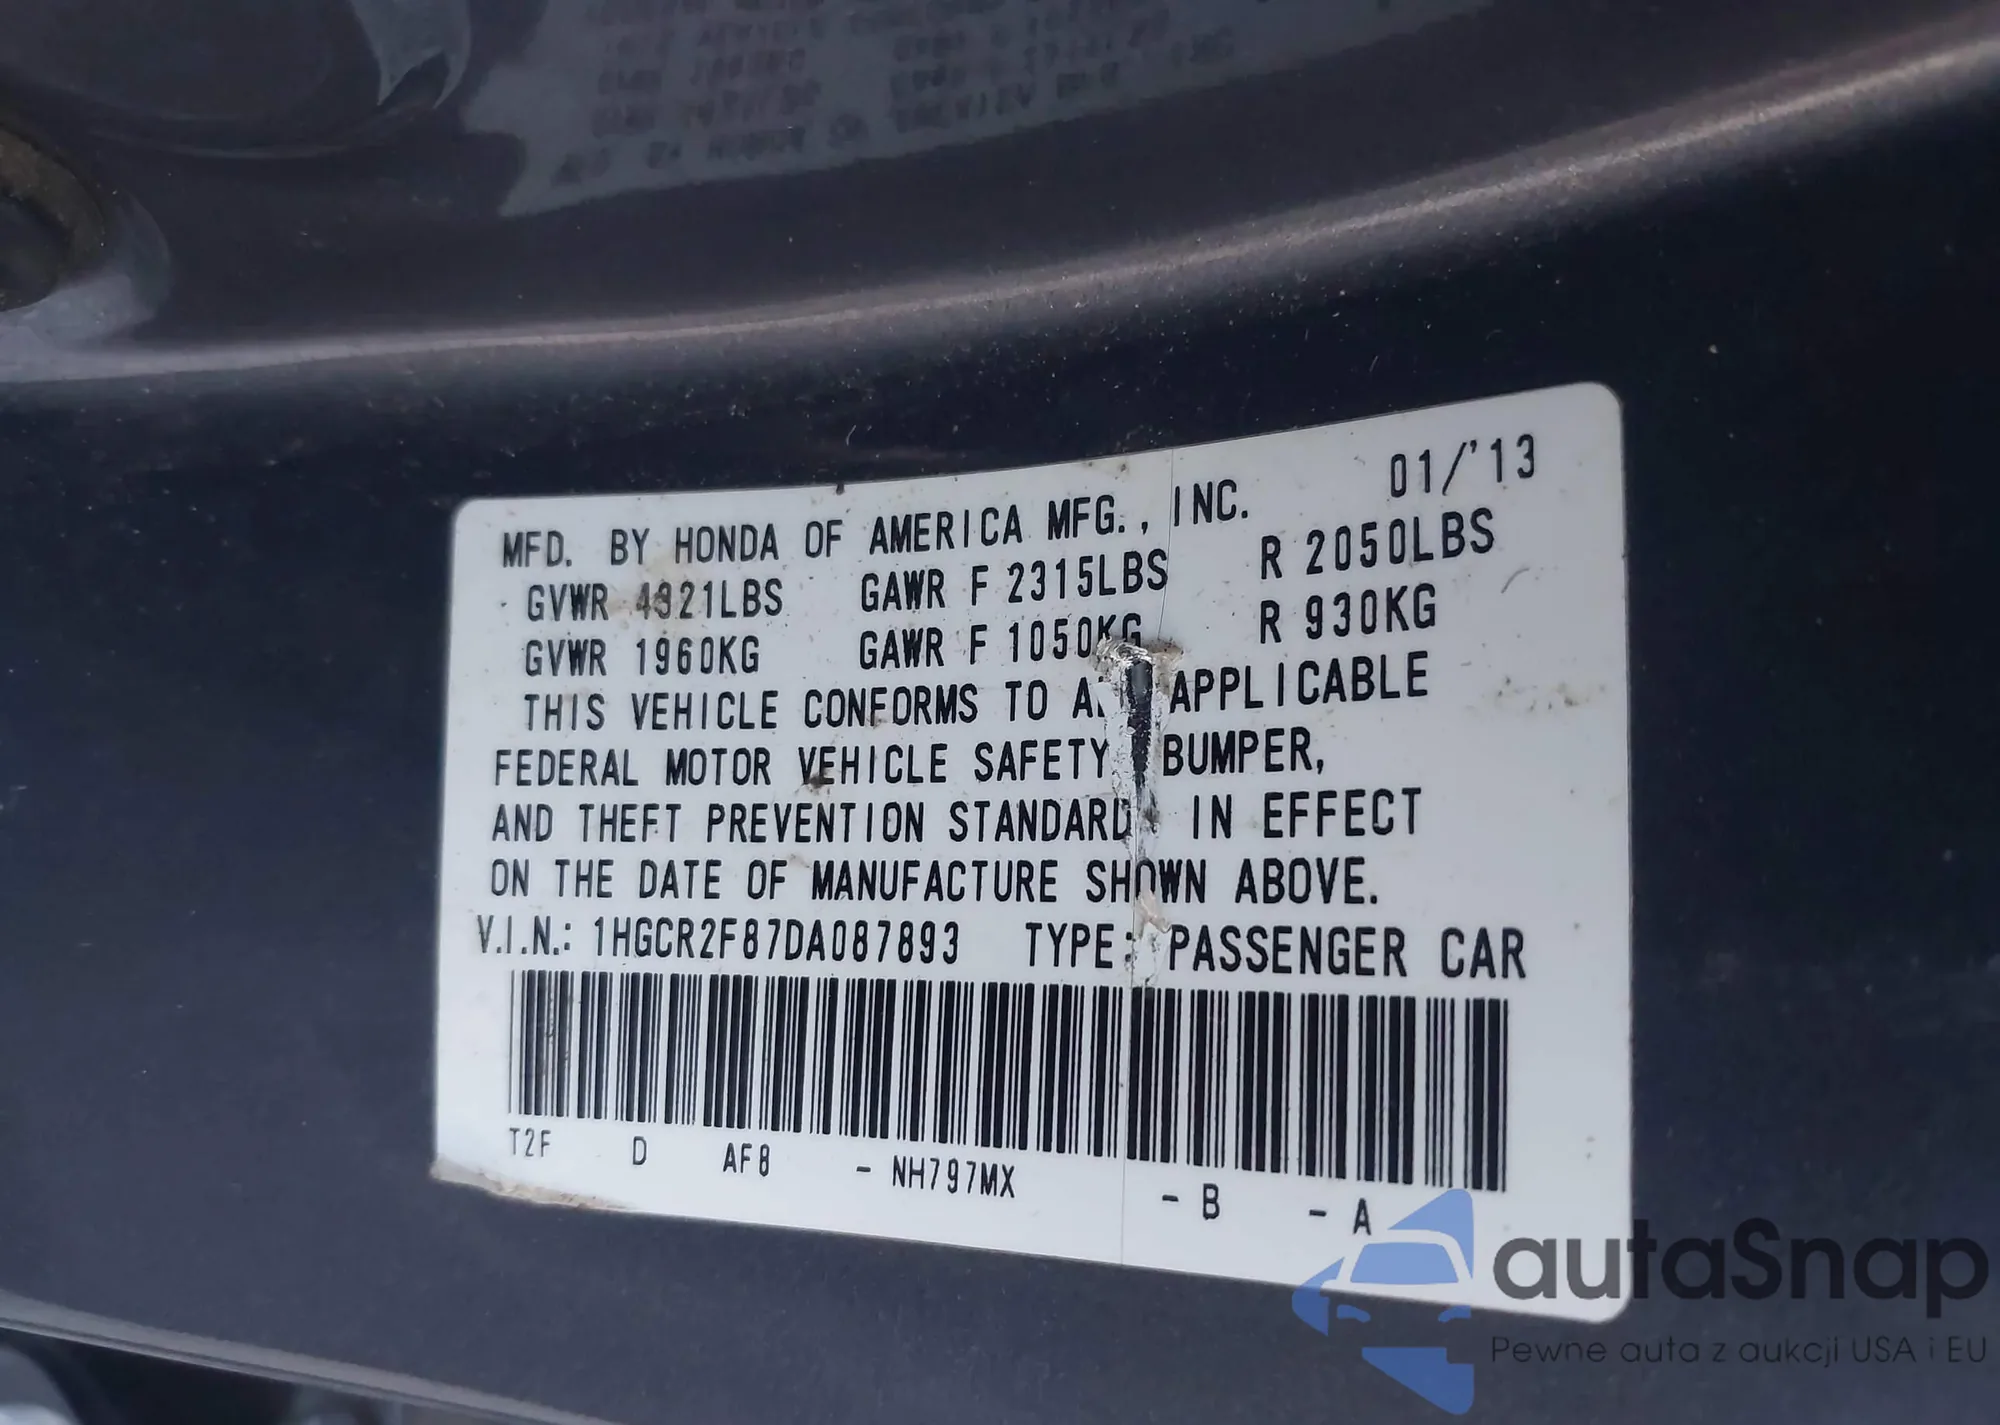 MFD. BY HONDA OF AMERICA MFG., INC. 01/'13
GVWR 4321LBS GAWR F 2315LBS R 2050LBS
GVWR 1960KG GAWR F 1050KG R 930KG
THIS VEHICLE CONFORMS TO APPLICABLE
FEDERAL MOTOR VEHICLE SAFETY BUMPER,
AND THEFT PREVENTION STANDARD IN EFFECT
ON THE DATE OF MANUFACTURE SHOWN ABOVE.
V.I.N.: 1HGCR2F87DA087893 TYPE: PASSENGER CAR
T2F D AF8 - NH797MX - B - A
autaSnap
Pewne auta z aukcji USA i EU